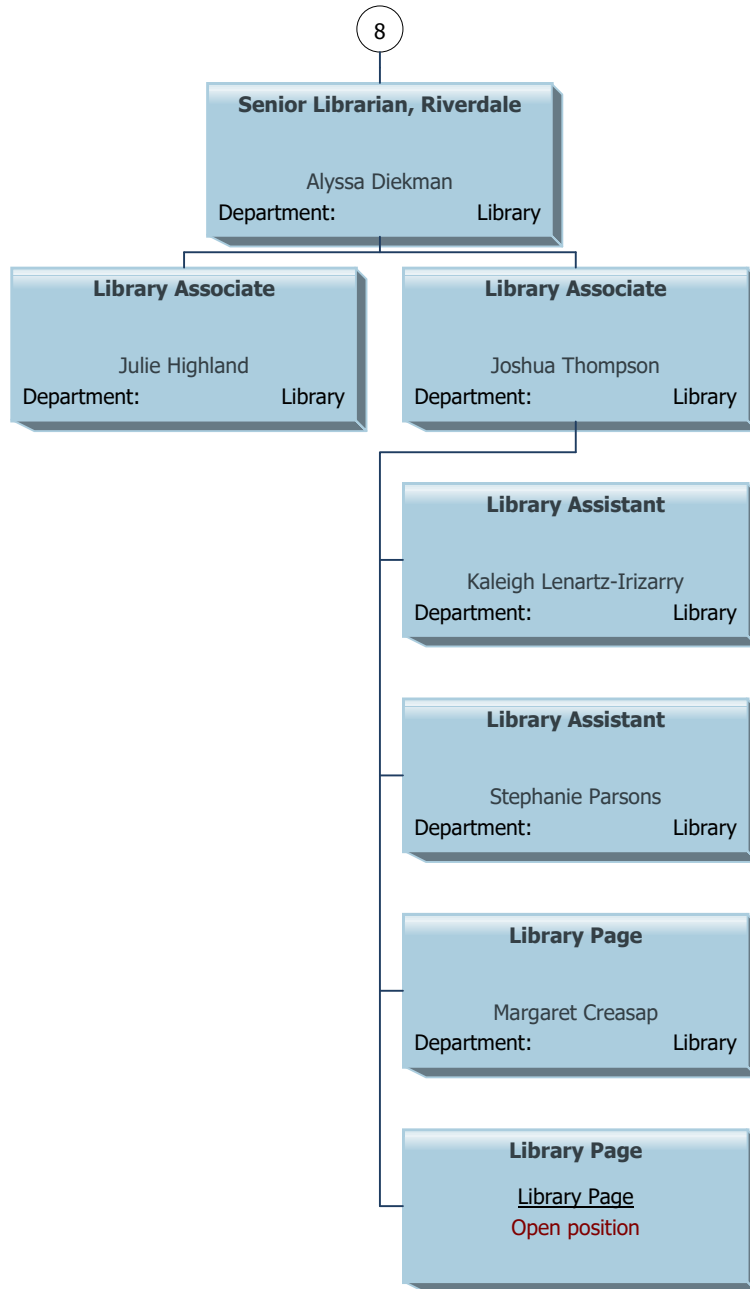 8
Senior Librarian, Riverdale
Alyssa Diekman
Department: Library
Library Associate
Julie Highland
Department: Library
Library Associate
Joshua Thompson
Department: Library
Library Assistant
Kaleigh Lenartz-Irizarry
Department: Library
Library Assistant
Stephanie Parsons
Department: Library
Library Page
Margaret Creasap
Department: Library
Library Page
Library Page
Open position